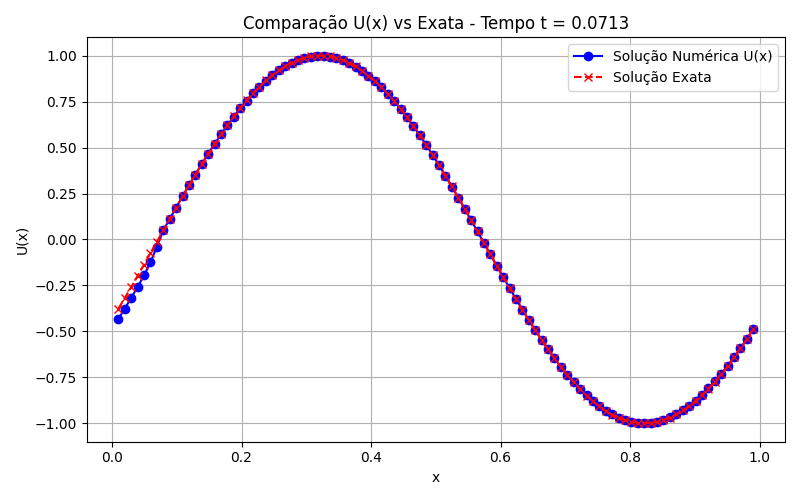 Comparação U(x) vs Exata - Tempo t = 0.0713
Solução Numérica U(x)
Solução Exata
1.00
0.75
0.50
0.25
0.00
−0.25
−0.50
−0.75
−1.00
U(x)
0.0 0.2 0.4 0.6 0.8 1.0
x